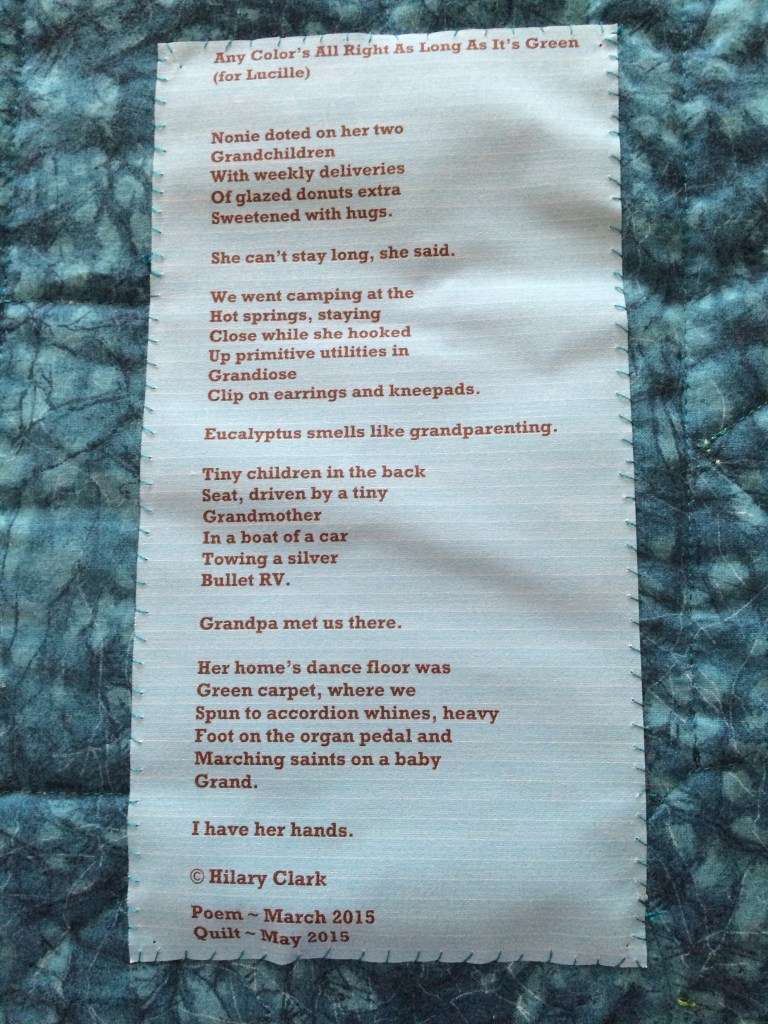 Any Color's All Right As Long As It's Green
(for Lucille)
Nonie doted on her two
Grandchildren
With weekly deliveries
Of glazed donuts extra
Sweetened with hugs.
She can't stay long, she said.
We went camping at the
Hot springs, staying
Close while she hooked
Up primitive utilities in
Grandiose
Clip on earrings and kneepads.
Eucalyptus smells like grandparenting.
Tiny children in the back
Seat, driven by a tiny
Grandmother
In a boat of a car
Towing a silver
Bullet RV.
Grandpa met us there.
Her home's dance floor was
Green carpet, where we
Spun to accordion whines, heavy
Foot on the organ pedal and
Marching saints on a baby
Grand.
I have her hands.
© Hilary Clark
Poem ~ March 2015
Quilt ~ May 2015